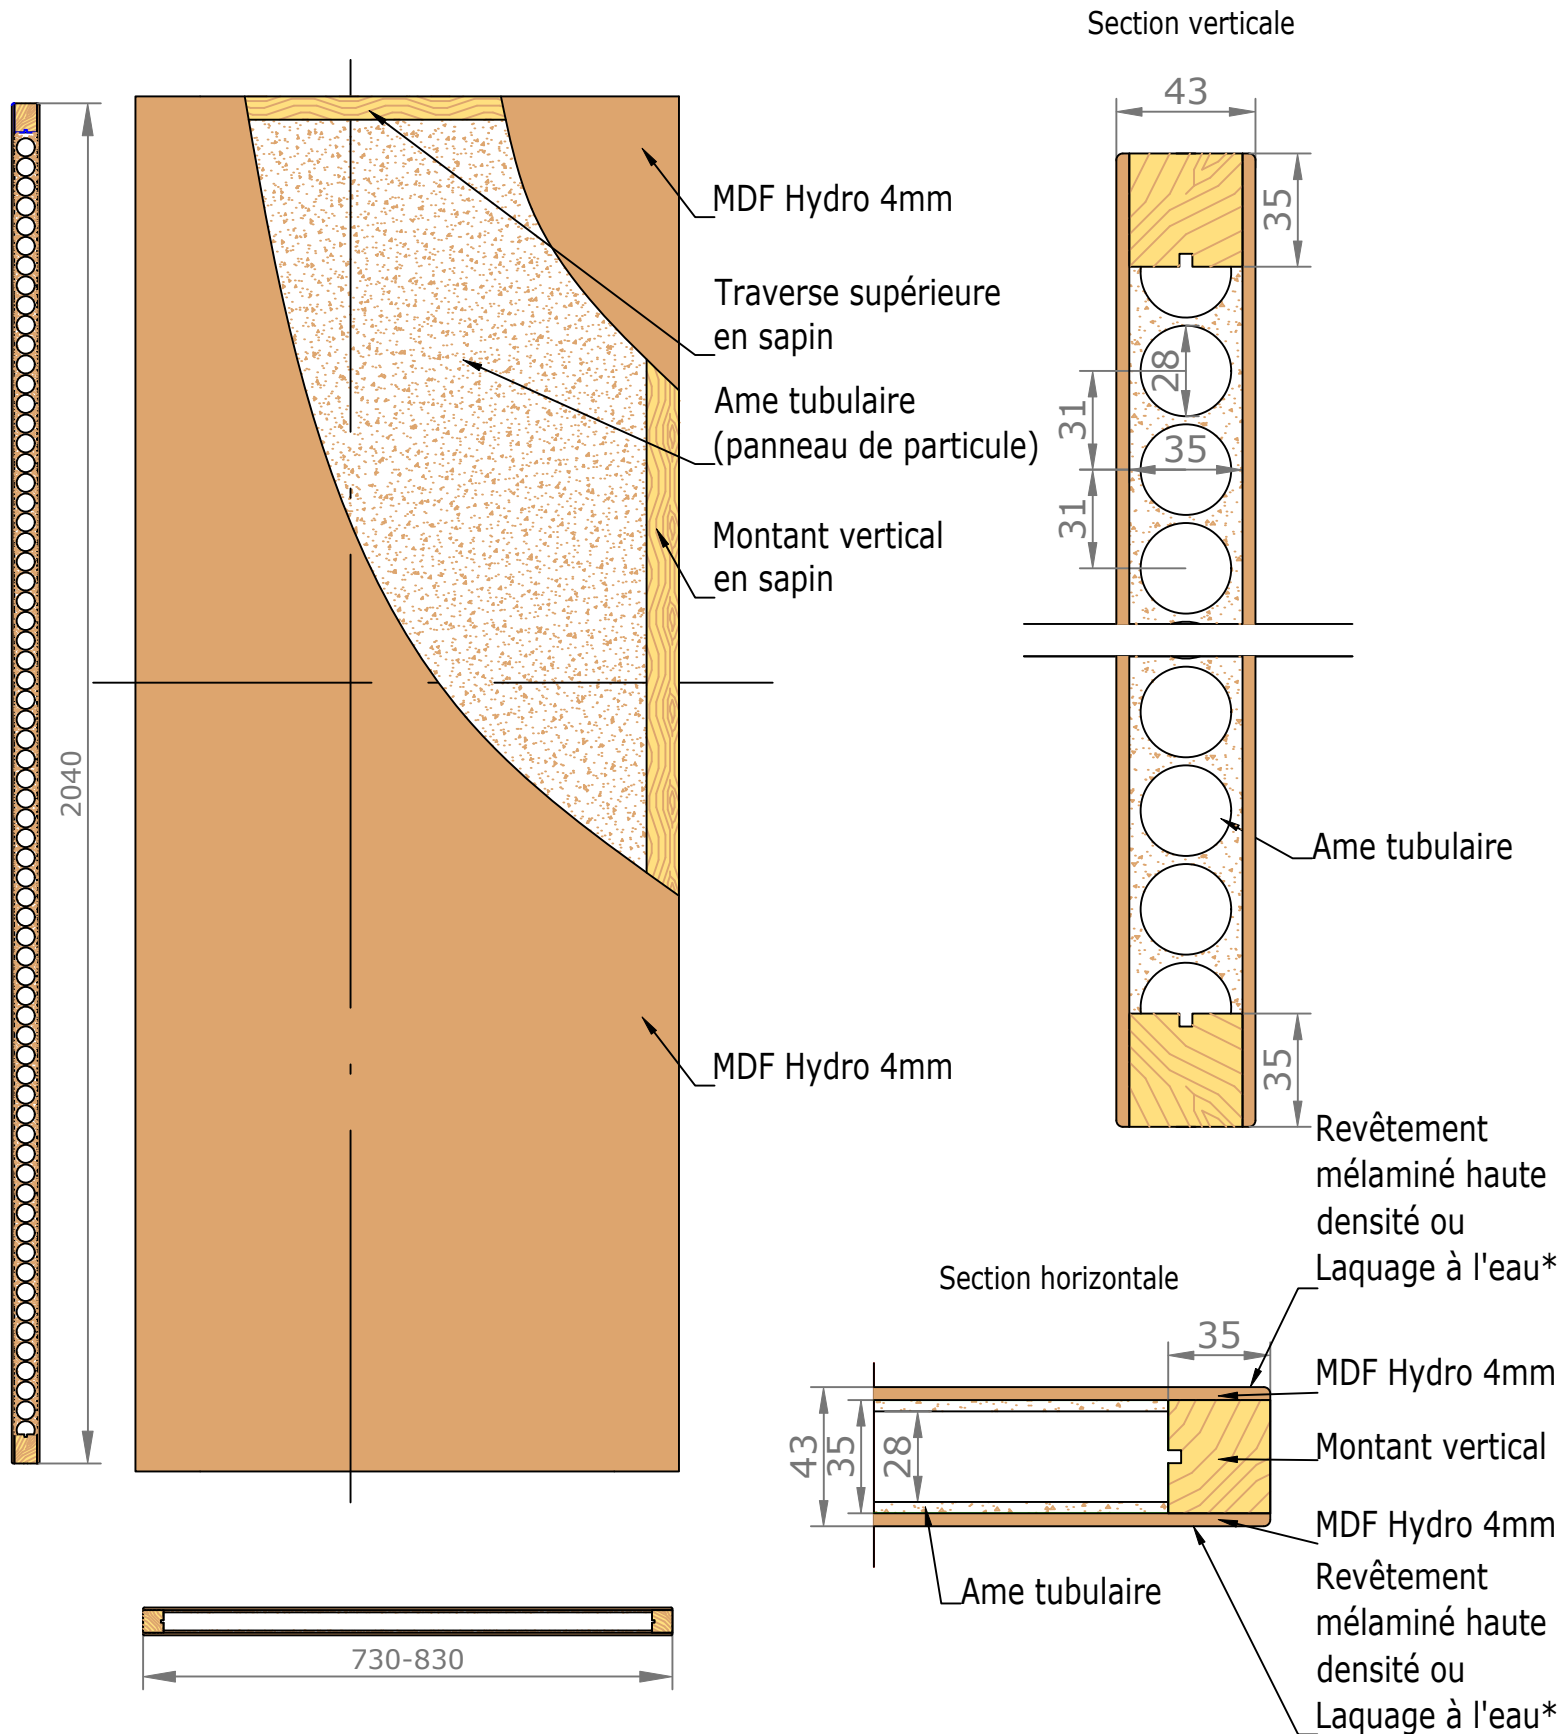 Section verticale
43
35
MDF Hydro 4mm
Traverse supérieure
en sapin
28
31
Ame tubulaire
(panneau de particule)
35
31
Montant vertical
en sapin
2040
Ame tubulaire
MDF Hydro 4mm
35
Revêtement
mélaminé haute
densité ou
Laquage à l'eau*
Section horizontale
35
MDF Hydro 4mm
43
35
28
Montant vertical
MDF Hydro 4mm
Ame tubulaire
Revêtement
mélaminé haute
densité ou
Laquage à l'eau*
730-830